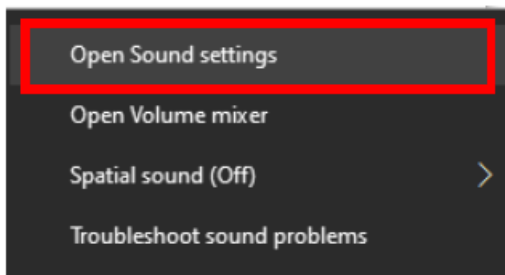 Open Sound settings
Open Volume mixer
Spatial sound (Off)
Troubleshoot sound problems